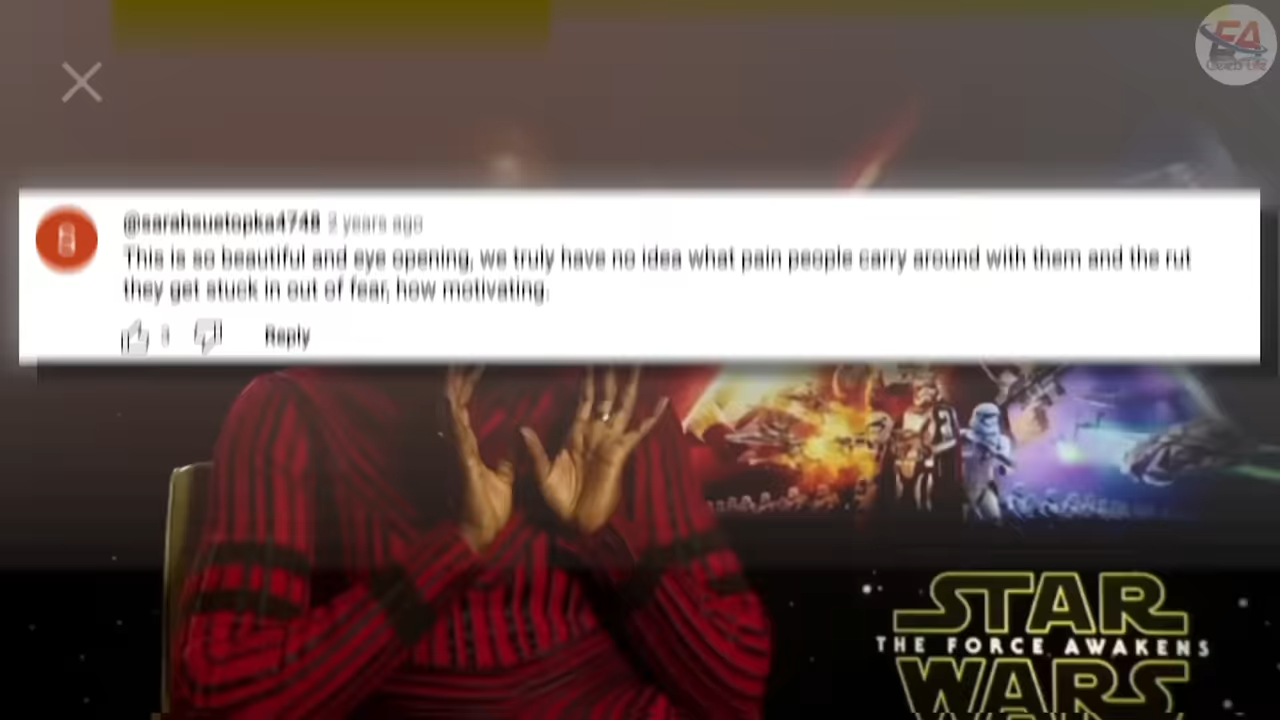 EA
@sarahsuetopka4748 years ago
This is so beautiful and eye opening, we truly have no idea what pain people carry around with them and the rut
they get stuck in out of fear, how motivating.
Reply
STAR
THE FORCE AWAKENS
WARS